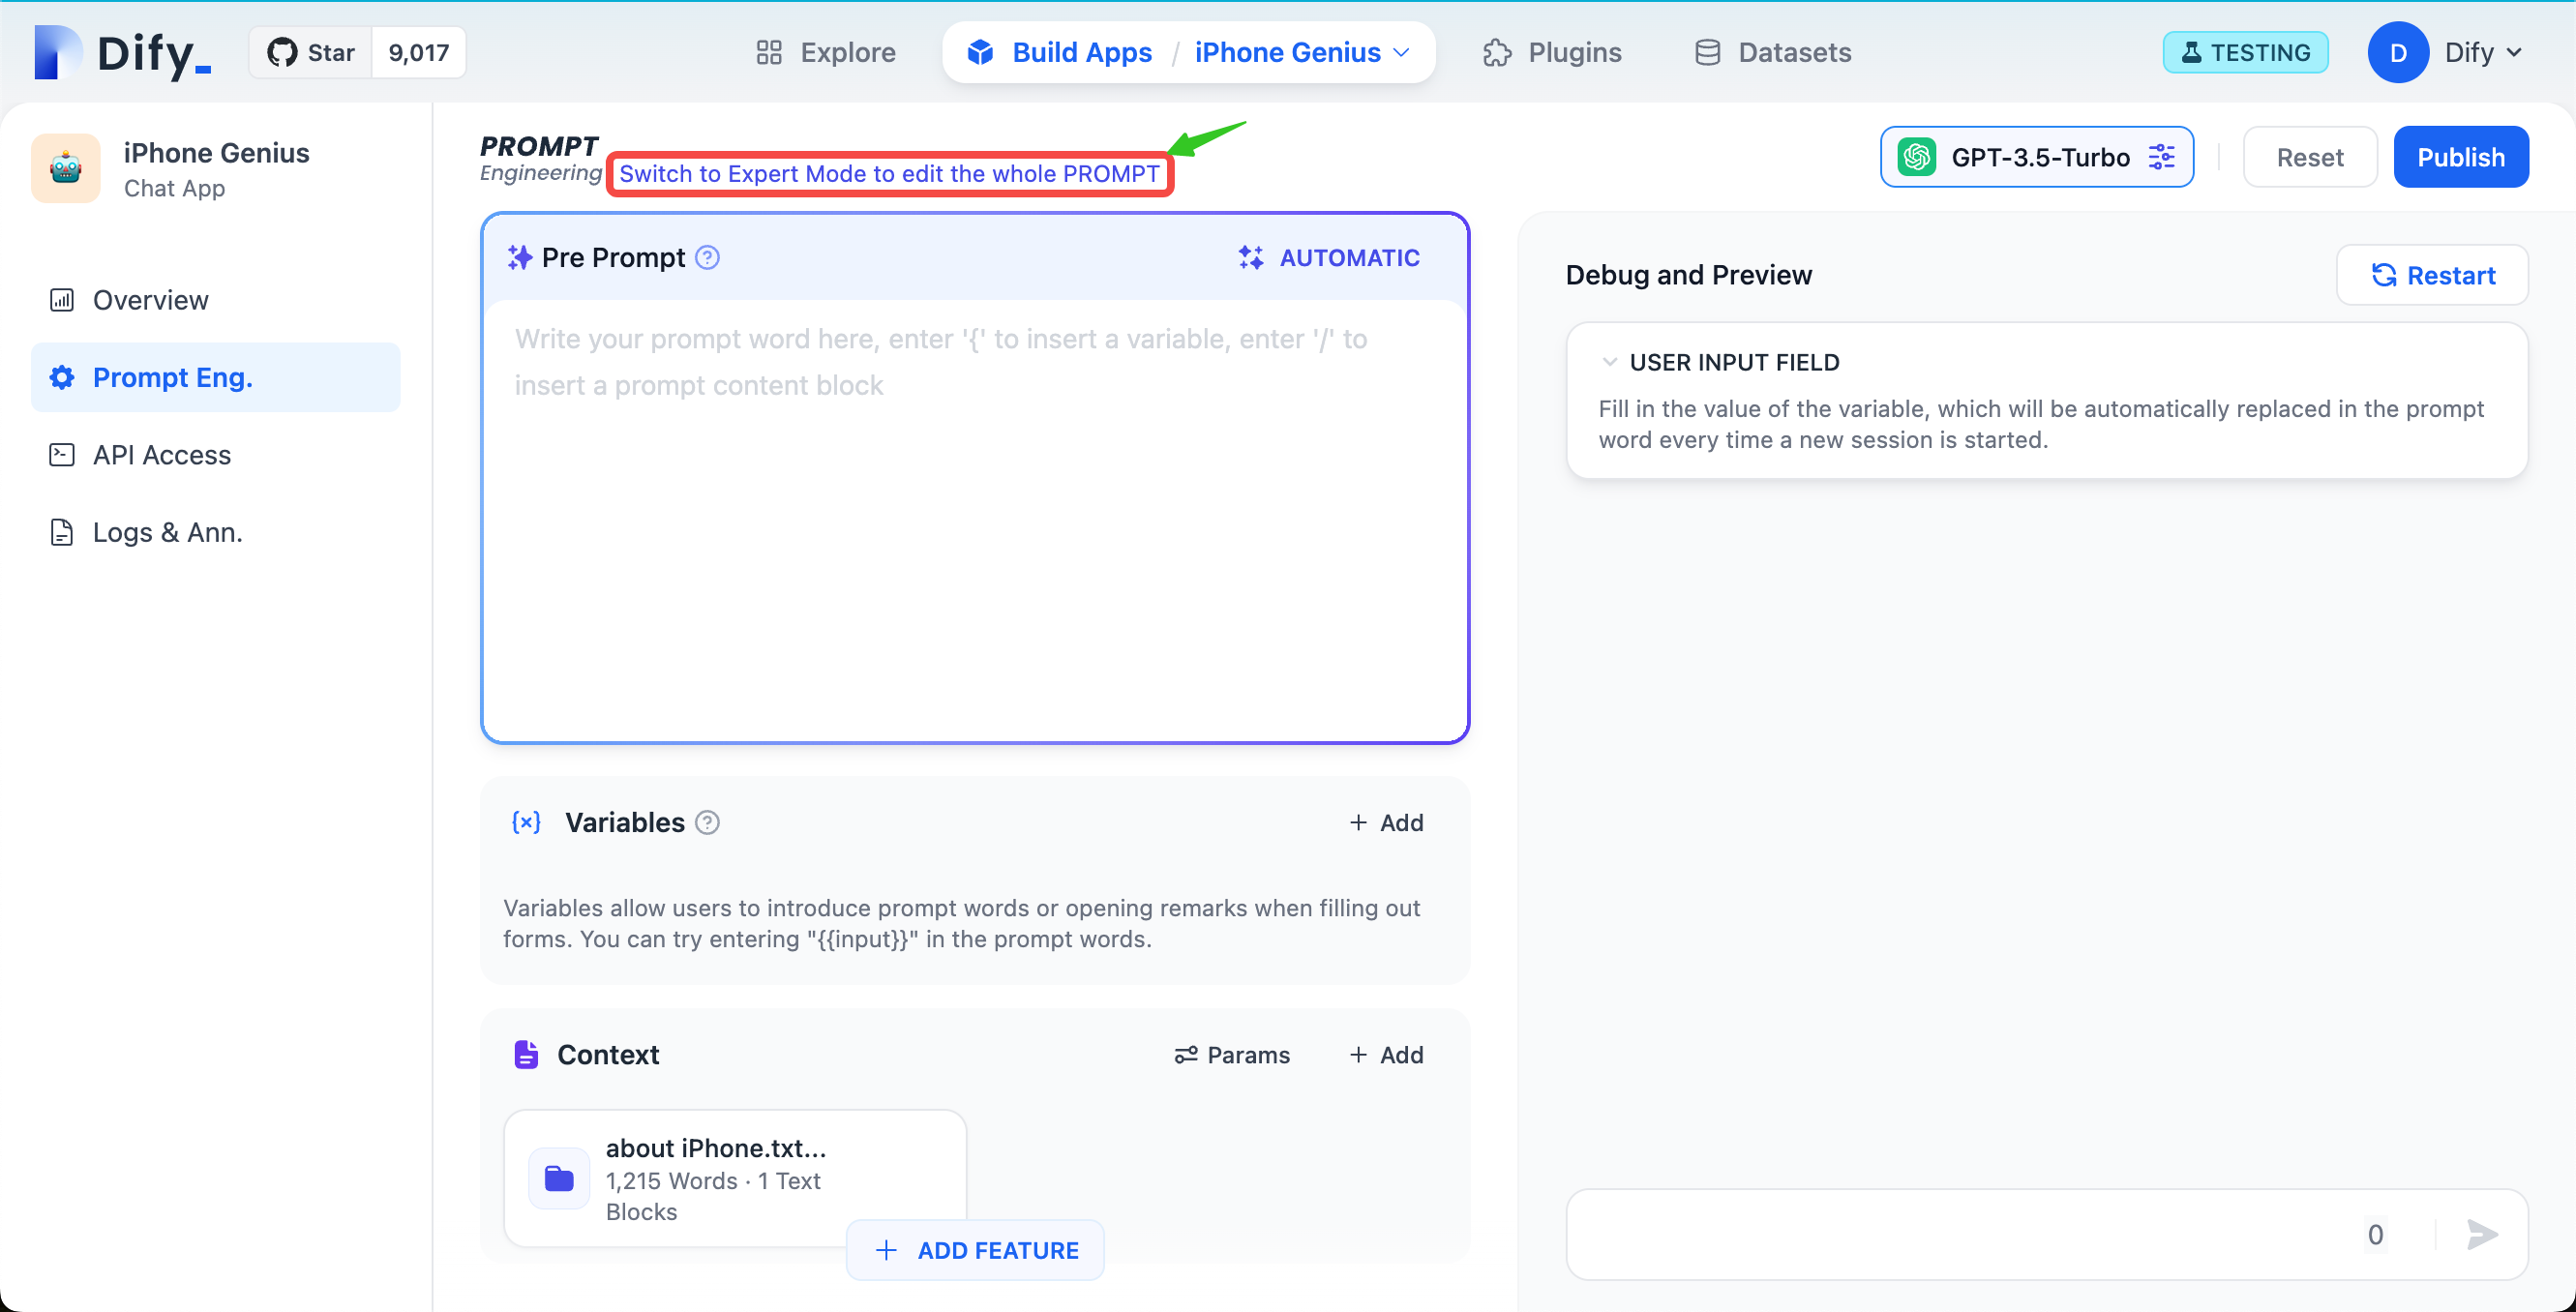 Dify_
Star 9,017
Explore
Build Apps / iPhone Genius
Plugins
Datasets
TESTING
D
Dify
iPhone Genius
Chat App
Overview
Prompt Eng.
API Access
Logs & Ann.
PROMPT
Engineering
Switch to Expert Mode to edit the whole PROMPT
GPT-3.5-Turbo
Reset
Publish
Pre Prompt
AUTOMATIC
Write your prompt word here, enter '{' to insert a variable, enter '/' to
insert a prompt content block
Variables
+ Add
Variables allow users to introduce prompt words or opening remarks when filling out
forms. You can try entering "{{input}}" in the prompt words.
Context
Params
+ Add
about iPhone.txt...
1,215 Words · 1 Text
Blocks
+ ADD FEATURE
Debug and Preview
Restart
USER INPUT FIELD
Fill in the value of the variable, which will be automatically replaced in the prompt
word every time a new session is started.
0